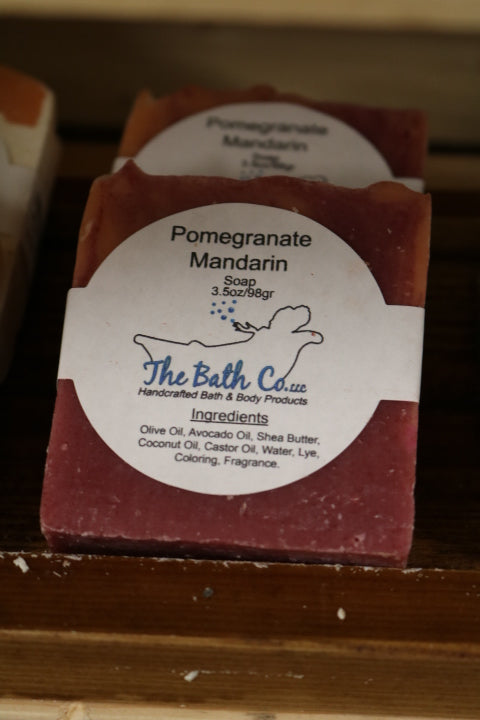 Pomegranate
Mandarin
Pomegranate
Mandarin
Soap
3.5oz/98gr
The Bath Co.LLC
Handcrafted Bath & Body Products
Ingredients
Olive Oil, Avocado Oil, Shea Butter,
Coconut Oil, Castor Oil, Water, Lye,
Coloring, Fragrance.